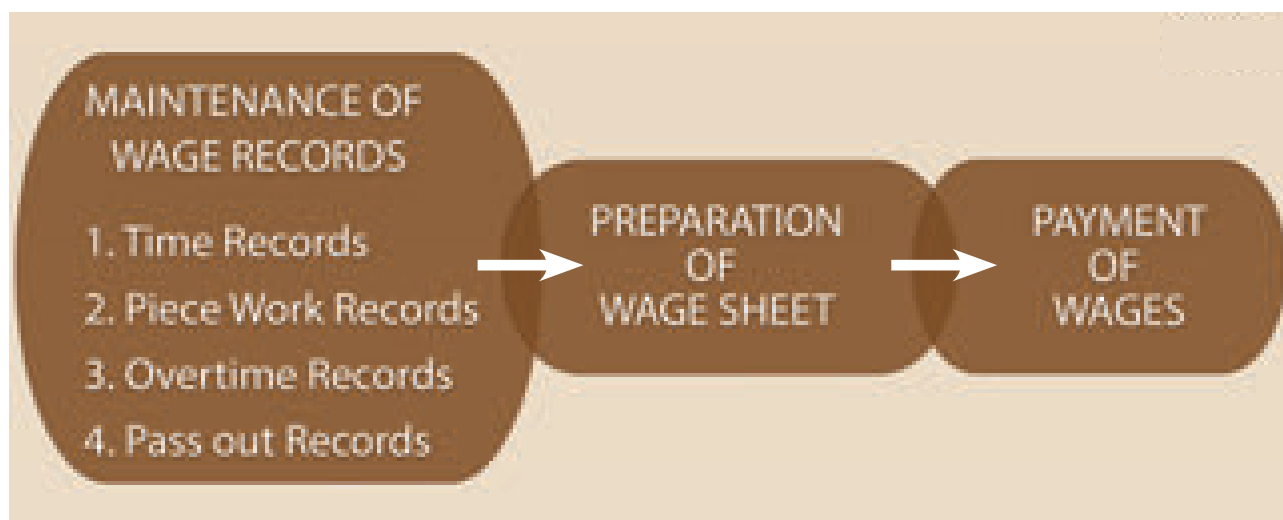 MAINTENANCE OF
WAGE RECORDS
1. Time Records
2. Piece Work Records
3. Overtime Records
4. Pass out Records
PREPARATION
OF
WAGE SHEET
PAYMENT
OF
WAGES